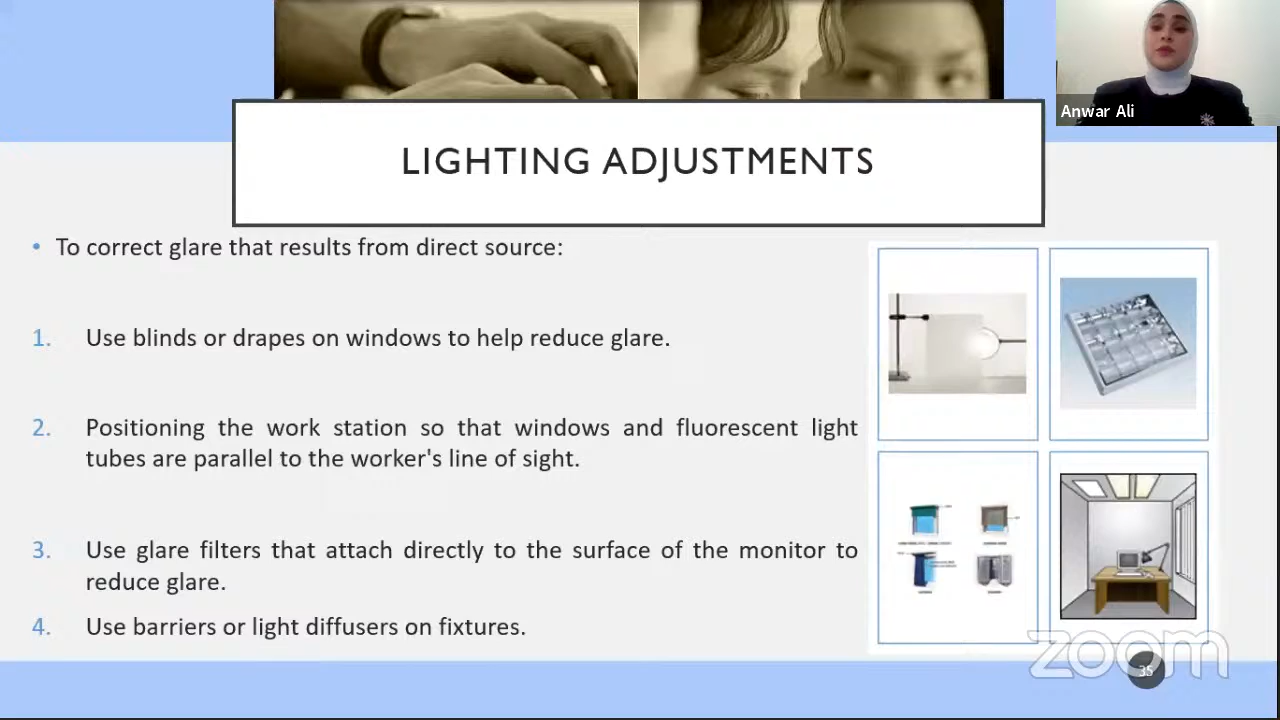 Anwar Ali
LIGHTING ADJUSTMENTS
• To correct glare that results from direct source:
1. Use blinds or drapes on windows to help reduce glare.
2. Positioning the work station so that windows and fluorescent light
tubes are parallel to the worker's line of sight.
3. Use glare filters that attach directly to the surface of the monitor to
reduce glare.
4. Use barriers or light diffusers on fixtures.
zoom
35